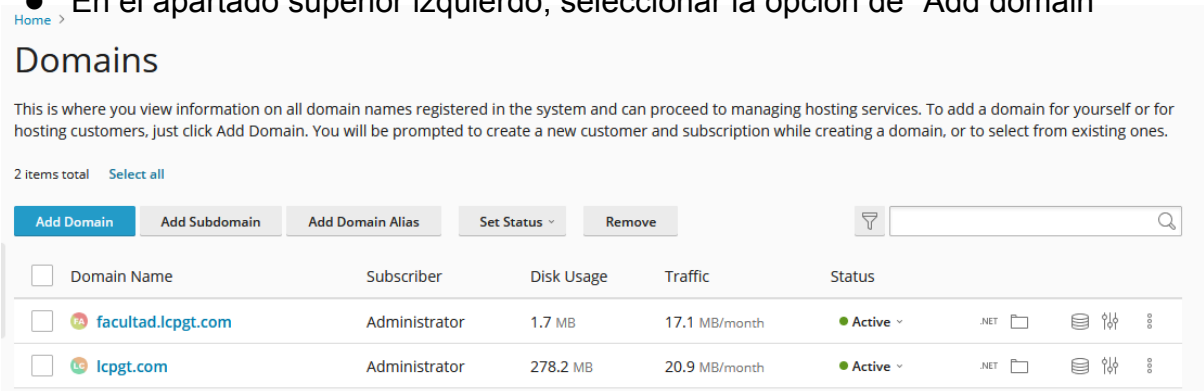 ● En el apartado superior izquierdo, seleccionar la opción de "Add domain"
Home >
Domains
This is where you view information on all domain names registered in the system and can proceed to managing hosting services. To add a domain for yourself or for
hosting customers, just click Add Domain. You will be prompted to create a new customer and subscription while creating a domain, or to select from existing ones.
2 items total Select all
Add Domain Add Subdomain Add Domain Alias Set Status Remove
Domain Name Subscriber Disk Usage Traffic Status
FA facultad.lcpgt.com Administrator 1.7 MB 17.1 MB/month Active .NET
LC lcpgt.com Administrator 278.2 MB 20.9 MB/month Active .NET